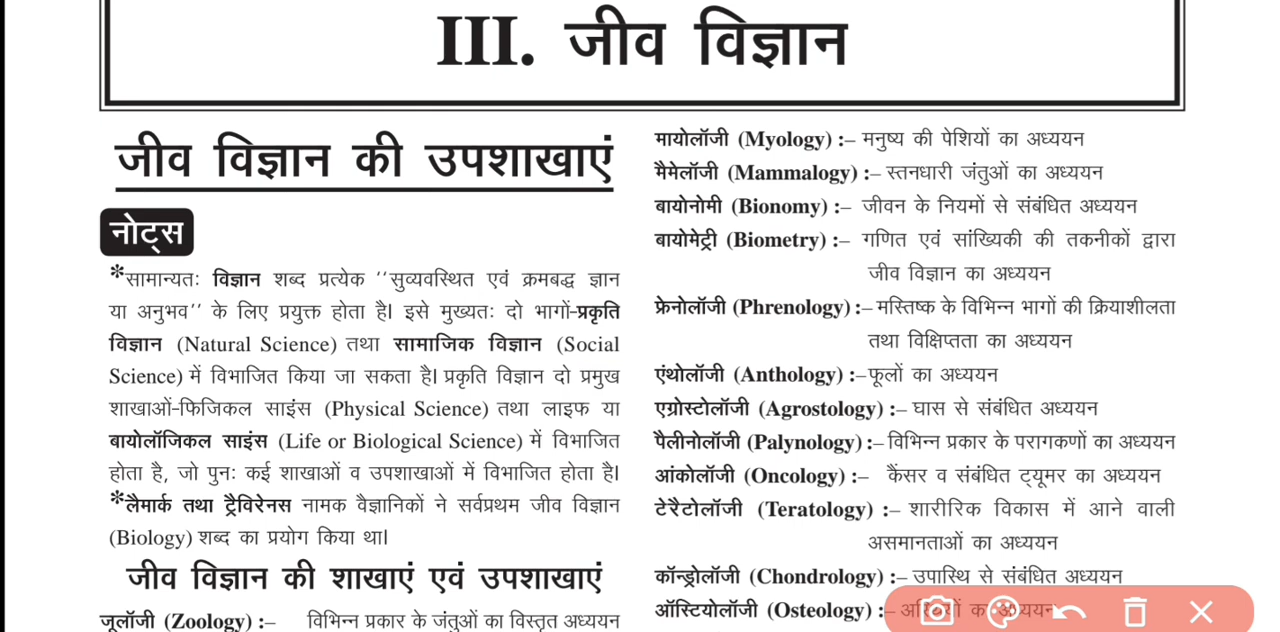 III. जीव विज्ञान
जीव विज्ञान की उपशाखाएं
नोट्स
*सामान्यतः विज्ञान शब्द प्रत्येक ''सुव्यवस्थित एवं क्रमबद्ध ज्ञान
या अनुभव'' के लिए प्रयुक्त होता है। इसे मुख्यतः दो भागों-प्रकृति
विज्ञान (Natural Science) तथा सामाजिक विज्ञान (Social
Science) में विभाजित किया जा सकता है। प्रकृति विज्ञान दो प्रमुख
शाखाओं-फिजिकल साइंस (Physical Science) तथा लाइफ या
बायोलॉजिकल साइंस (Life or Biological Science) में विभाजित
होता है, जो पुनः कई शाखाओं व उपशाखाओं में विभाजित होता है।
*लैमार्क तथा ट्रैविरेनस नामक वैज्ञानिकों ने सर्वप्रथम जीव विज्ञान
(Biology) शब्द का प्रयोग किया था।
जीव विज्ञान की शाखाएं एवं उपशाखाएं
जूलॉजी (Zoology) :– विभिन्न प्रकार के जंतुओं का विस्तृत अध्ययन
मायोलॉजी (Myology) :– मनुष्य की पेशियों का अध्ययन
मैमेलॉजी (Mammalogy) :– स्तनधारी जंतुओं का अध्ययन
बायोनोमी (Bionomy) :– जीवन के नियमों से संबंधित अध्ययन
बायोमेट्री (Biometry) :– गणित एवं सांख्यिकी की तकनीकों द्वारा
जीव विज्ञान का अध्ययन
फ्रेनोलॉजी (Phrenology) :– मस्तिष्क के विभिन्न भागों की क्रियाशीलता
तथा विक्षिप्तता का अध्ययन
एंथोलॉजी (Anthology) :–फूलों का अध्ययन
एग्रोस्टोलॉजी (Agrostology) :– घास से संबंधित अध्ययन
पैलीनोलॉजी (Palynology) :– विभिन्न प्रकार के परागकणों का अध्ययन
आंकोलॉजी (Oncology) :– कैंसर व संबंधित ट्यूमर का अध्ययन
टेरैटोलॉजी (Teratology) :– शारीरिक विकास में आने वाली
असमानताओं का अध्ययन
कॉन्ड्रोलॉजी (Chondrology) :– उपास्थि से संबंधित अध्ययन
ऑस्टियोलॉजी (Osteology) :– का अध्ययन